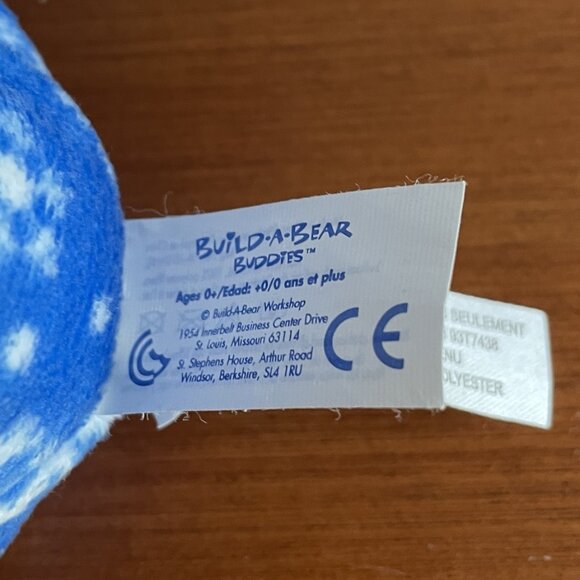 BUILD-A-BEAR
BUDDIES™
Ages 0+/Edad: +0/0 ans et plus
© Build-A-Bear Workshop
1954 Innerbelt Business Center Drive
St. Louis, Missouri 63114
St. Stephens House, Arthur Road
Windsor, Berkshire, SL4 1RU
CE
SEULEMENT
93T7438
NU
OLYESTER